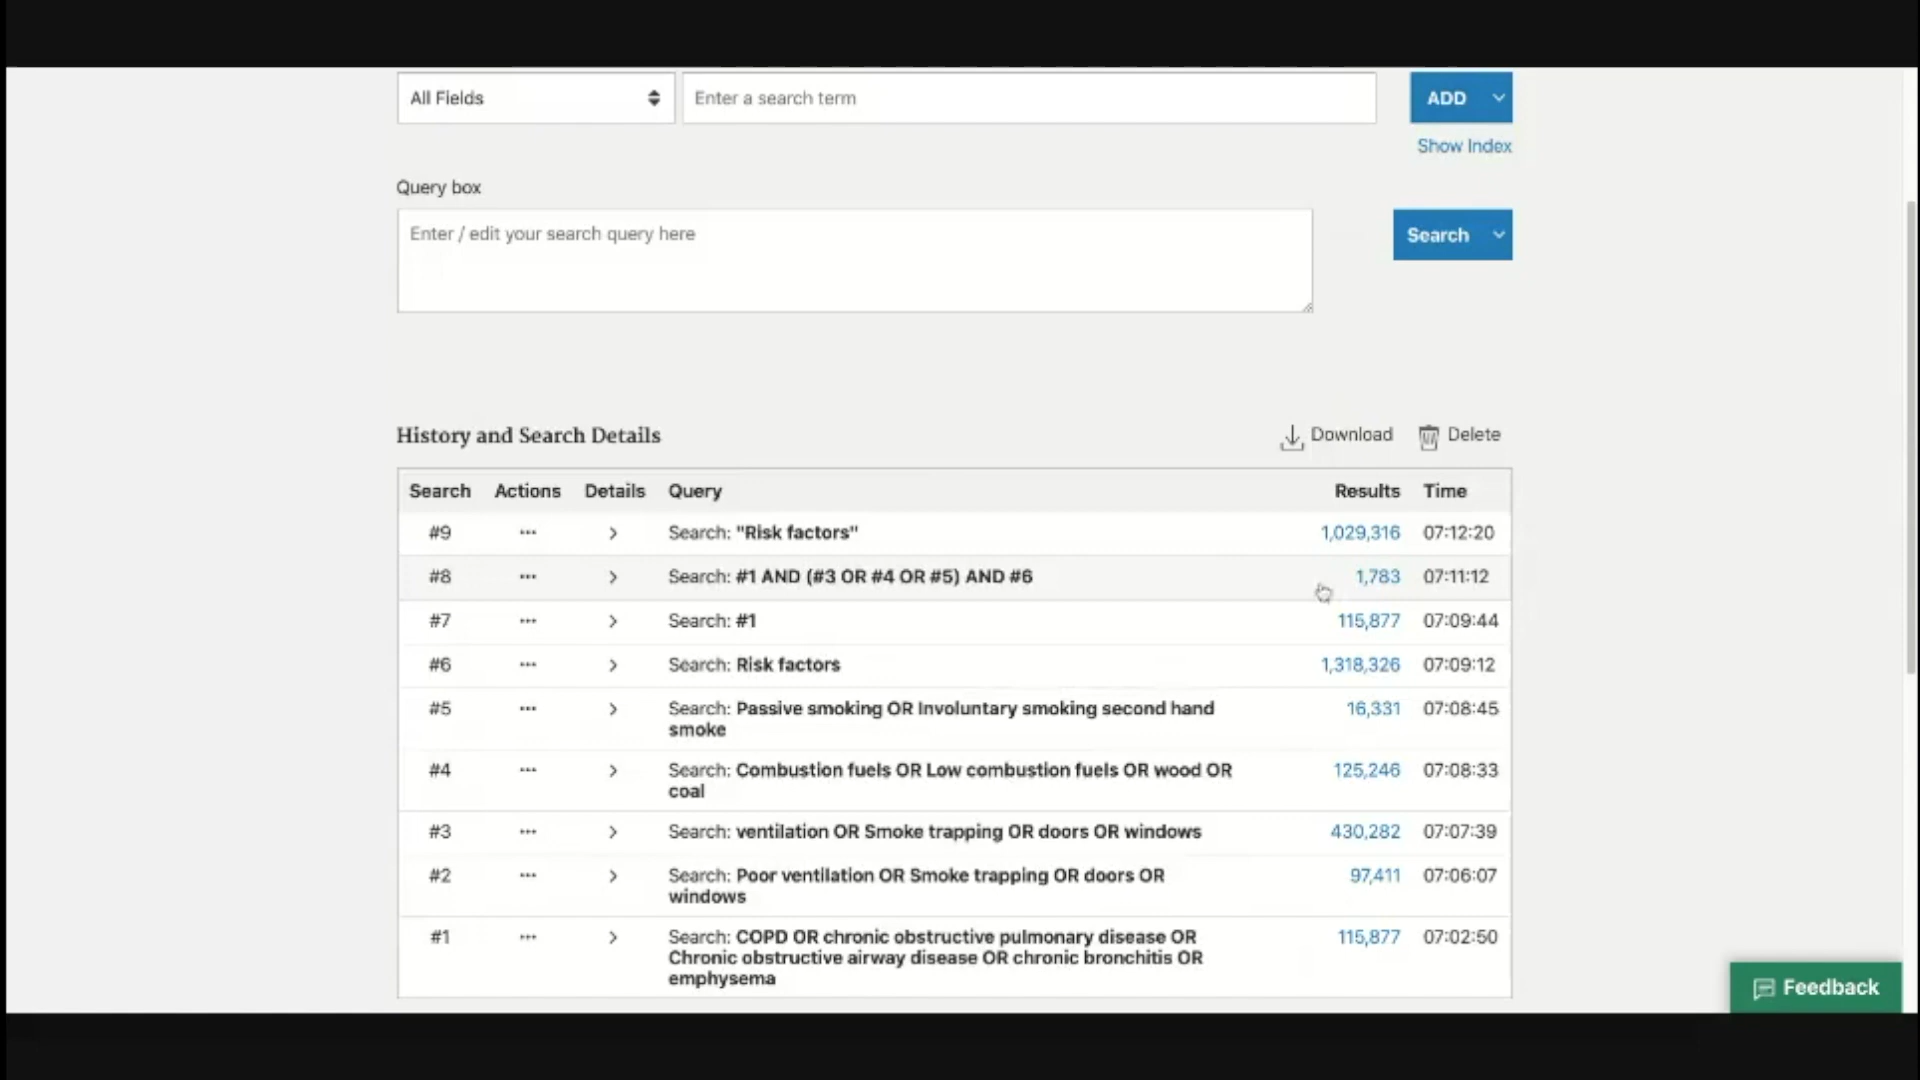 All Fields
Enter a search term
ADD
Show Index
Query box
Enter / edit your search query here
Search
History and Search Details
Download
Delete
Search Actions Details Query Results Time
#9 ... > Search: "Risk factors" 1,029,316 07:12:20
#8 ... > Search: #1 AND (#3 OR #4 OR #5) AND #6 1,783 07:11:12
#7 ... > Search: #1 115,877 07:09:44
#6 ... > Search: Risk factors 1,318,326 07:09:12
#5 ... > Search: Passive smoking OR Involuntary smoking second hand 16,331 07:08:45
smoke
#4 ... > Search: Combustion fuels OR Low combustion fuels OR wood OR 125,246 07:08:33
coal
#3 ... > Search: ventilation OR Smoke trapping OR doors OR windows 430,282 07:07:39
#2 ... > Search: Poor ventilation OR Smoke trapping OR doors OR 97,411 07:06:07
windows
#1 ... > Search: COPD OR chronic obstructive pulmonary disease OR 115,877 07:02:50
Chronic obstructive airway disease OR chronic bronchitis OR
emphysema
Feedback